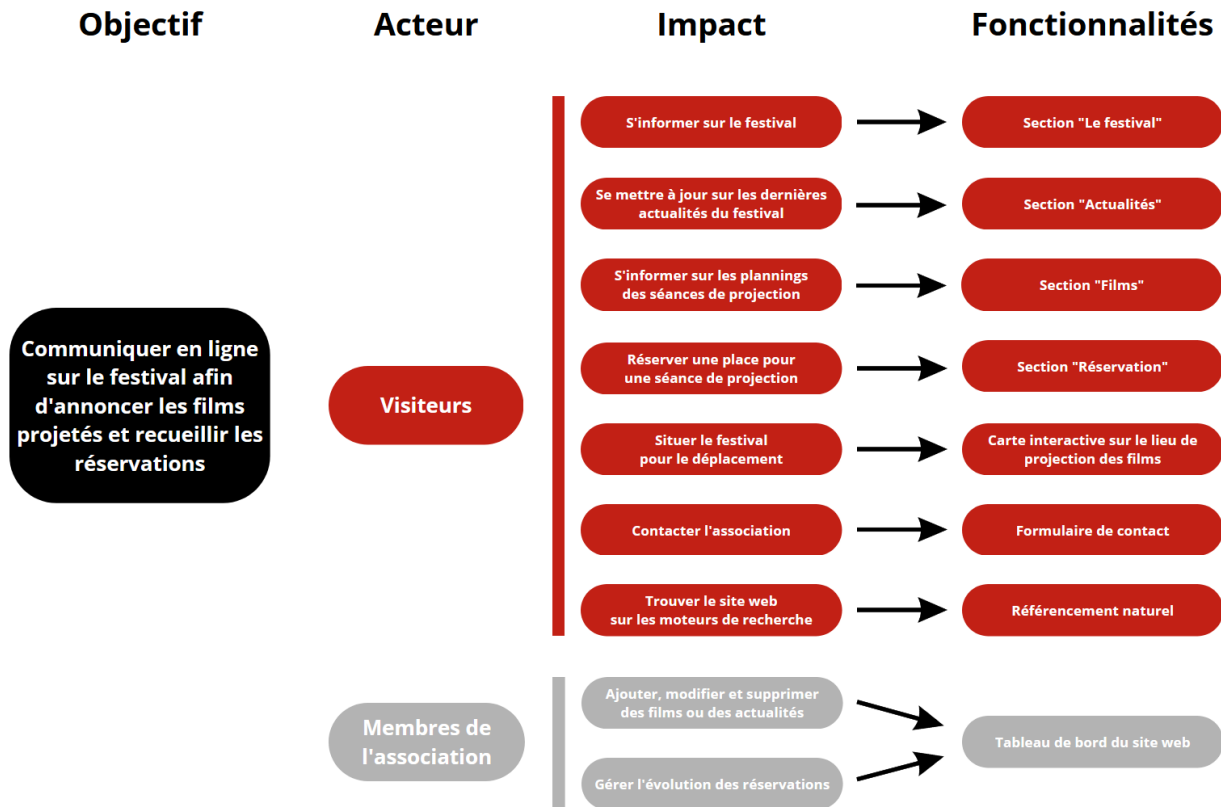 Objectif
Acteur
Impact
Fonctionnalités
Communiquer en ligne
sur le festival afin
d'annoncer les films
projetés et recueillir les
réservations
Visiteurs
S'informer sur le festival
Section "Le festival"
Se mettre à jour sur les dernières
actualités du festival
Section "Actualités"
S'informer sur les plannings
des séances de projection
Section "Films"
Réserver une place pour
une séance de projection
Section "Réservation"
Situer le festival
pour le déplacement
Carte interactive sur le lieu de
projection des films
Contacter l'association
Formulaire de contact
Trouver le site web
sur les moteurs de recherche
Référencement naturel
Membres de
l'association
Ajouter, modifier et supprimer
des films ou des actualités
Gérer l'évolution des réservations
Tableau de bord du site web